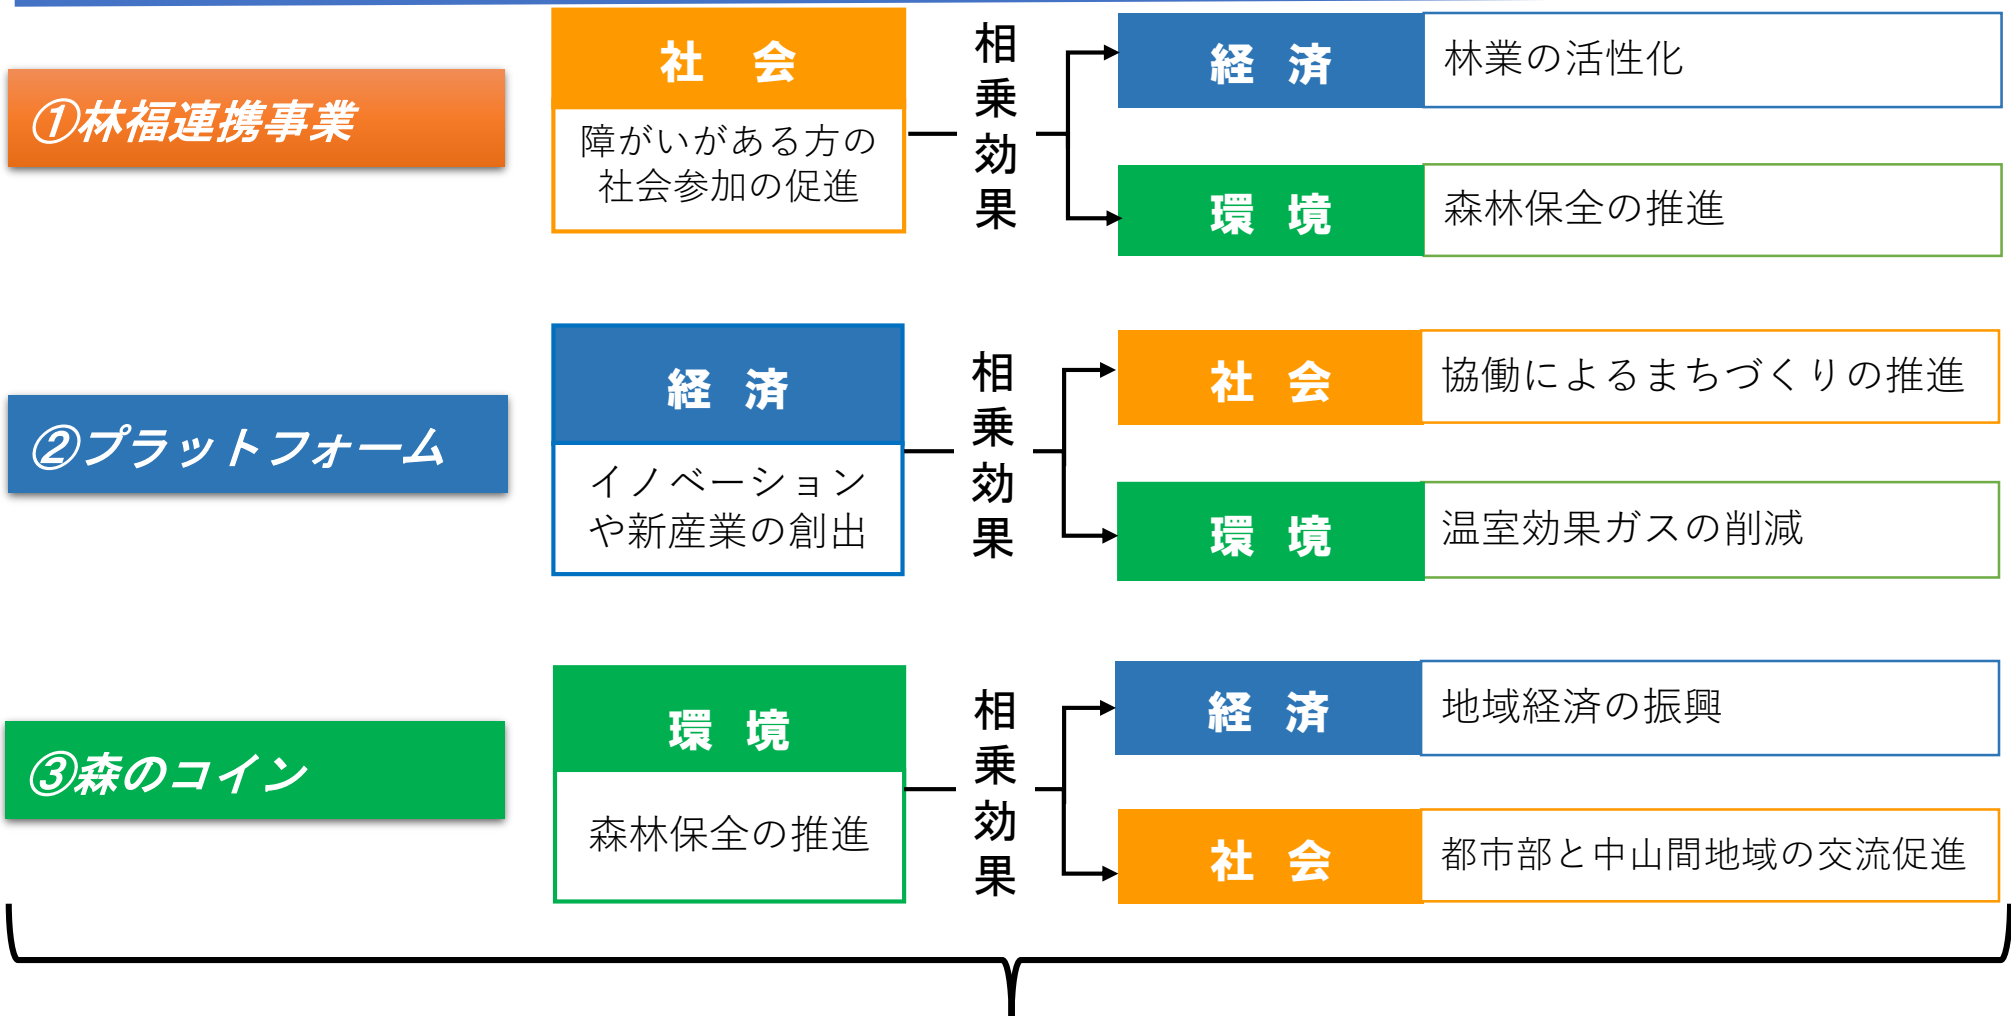 ①林福連携事業
社　会
障がいがある方の
社会参加の促進
相乗効果
経　済
林業の活性化
環　境
森林保全の推進
②プラットフォーム
経　済
イノベーション
や新産業の創出
相乗効果
社　会
協働によるまちづくりの推進
環　境
温室効果ガスの削減
③森のコイン
環　境
森林保全の推進
相乗効果
経　済
地域経済の振興
社　会
都市部と中山間地域の交流促進